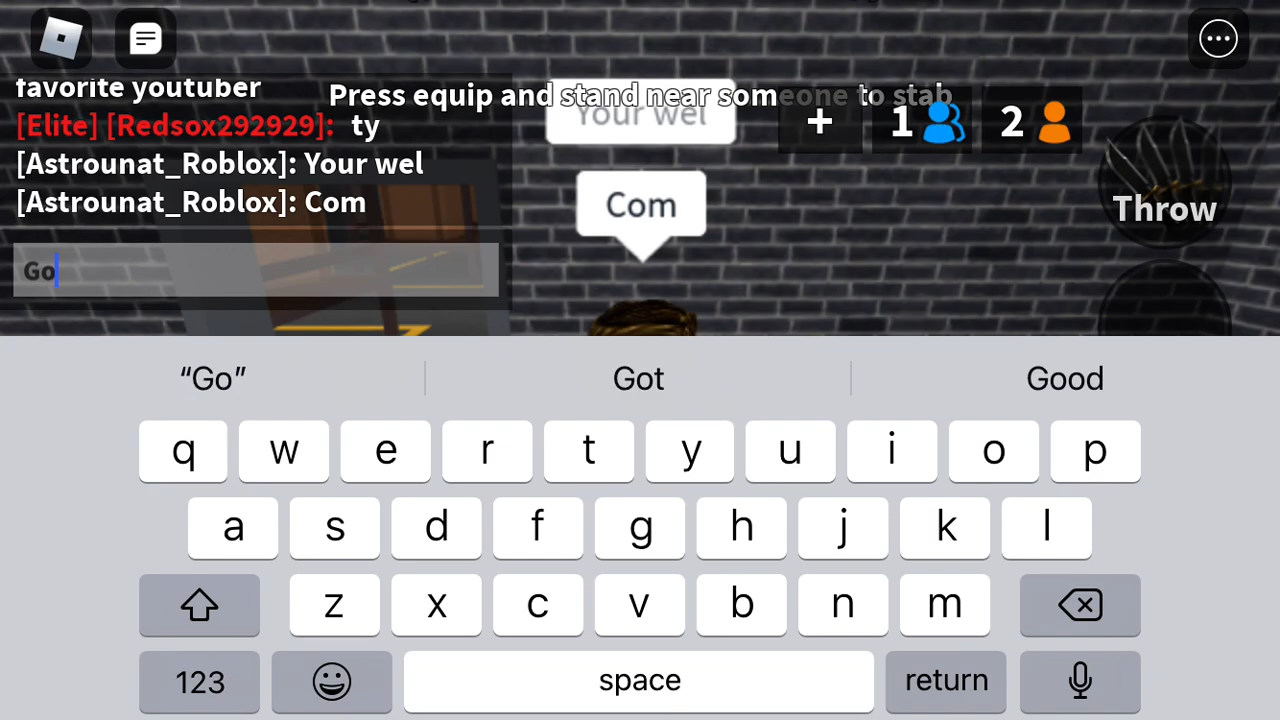 favorite youtuber
Press equip and stand near someone to stab
[Elite] [Redsox292929]: ty
Your wel
+ 1 2
[Astrounat_Roblox]: Your wel
[Astrounat_Roblox]: Com
Com
Throw
Go
“Go” Got Good
q w e r t y u i o p
a s d f g h j k l
z x c v b n m
123 space return